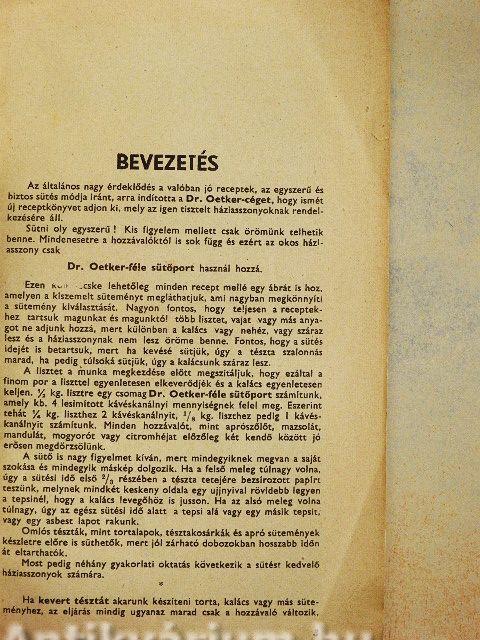 BEVEZETÉS
Az általános nagy érdeklődés a valóban jó receptek, az egyszerű és
biztos sütés módja iránt, arra indította a Dr. Oetker-céget, hogy ismét
új receptkönyvet adjon ki, mely az igen tisztelt háziasszonyoknak rendel-
kezésére áll.
Sütni oly egyszerű! Kis figyelem mellett csak örömünk telhetik
benne. Mindenesetre a hozzávalóktól is sok függ és ezért az okos házi-
asszony csak
Dr. Oetker-féle sütőport használ hozzá.
Ezen lehetőleg minden recept mellé egy ábrát is hoz,
amelyen a kiszemelt süteményt megláthatjuk, ami nagyban megkönnyíti
a sütemény kiválasztását. Nagyon fontos, hogy teljesen a receptek-
hez tartsuk magunkat és magunktól több lisztet, vajat vagy más anya-
got ne adjunk hozzá, mert különben a kalács vagy nehéz, vagy száraz
lesz és a háziasszonynak nem lesz öröme benne. Fontos, hogy a sütés
idejét is betartsuk, mert ha kevésé sütjük, úgy a tészta szalonnás
marad, ha pedig túlsoká sütjük, úgy a kalácsunk száraz lesz.
A lisztet a munka megkezdése előtt megszítáljuk, hogy ezáltal a
finom por a liszttel egyenletesen elkeverődjék és a kalács egyenletesen
keljen. ½ kg. lisztre egy csomag Dr. Oetker-féle sütőport számítunk,
amely kb. 4 lesimított kávéskanálnyi mennyiségnek felel meg. Eszerint
tehát ¼ kg. liszthez 2 kávéskanálnyit, ⅛ kg. liszthez pedig 1 kávés-
kanálnyit számítunk. Minden hozzávalót, mint aprószőlőt, mazsolát,
mandulát, mogyorót vagy citromhéjat előzőleg két kendő között jó
erősen megdörzsölünk.
A sütő is nagy figyelmet kíván, mert mindegyiknek megvan a saját
szokása és mindegyik másképp dolgozik. Ha a felső meleg túlnagy volna,
úgy a sütési idő első ⅔ részében a tészta tetejére bezsírozott papírt
teszünk, melynek mindkét keskeny oldala egy ujjnyival rövidebb legyen
a tepsinél, hogy a kalács levegőhöz is jusson. Ha az alsó meleg volna
túlnagy, úgy az egész sütési idő alatt a tepsi alá vagy egy másik tepsit,
vagy egy asbest lapot rakunk.
Omlós tészták, mint tortalapok, tésztakosárkák és apró sütemények
készletre előre is süthetők, mert jól zárható dobozokban hosszabb időn
át eltarthatók.
Most pedig néhány gyakorlati oktatás következik a sütést kedvelő
háziasszonyok számára.
*
Ha kevert tésztát akarunk készíteni torta, kalács vagy más süte-
ményhez, az eljárás mindig ugyanaz marad csak a hozzávaló változik.